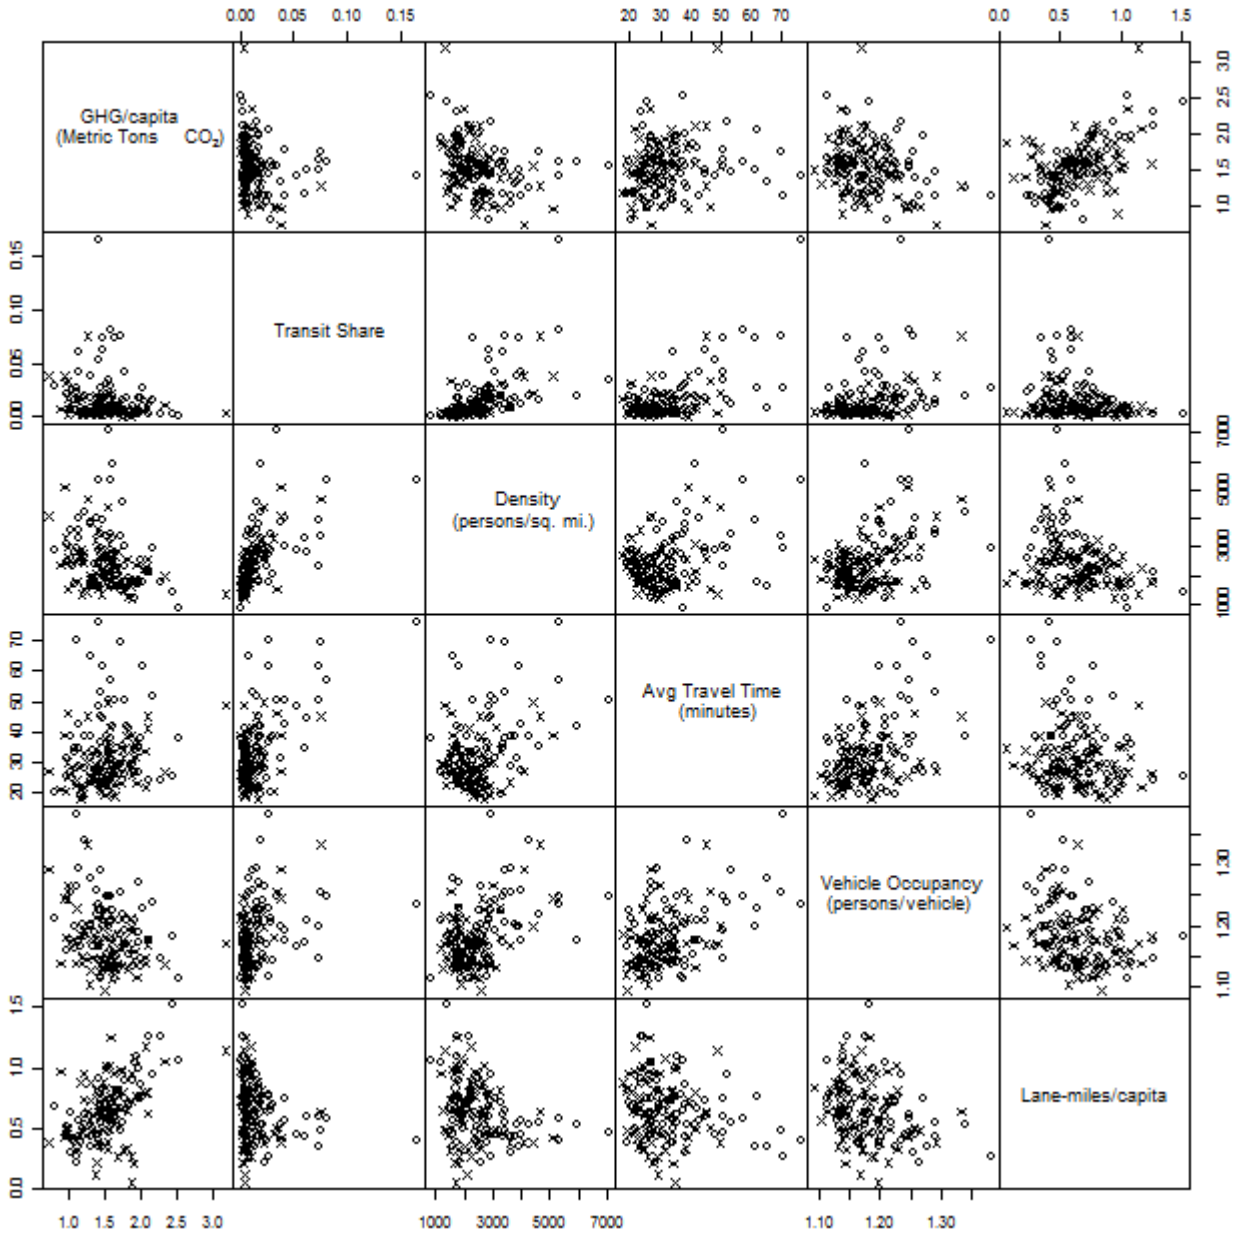 0.00 0.05 0.10 0.15 20 30 40 50 60 70 0.0 0.5 1.0 1.5
GHG/capita
(Metric Tons CO₂)
1.0 1.5 2.0 2.5 3.0
Transit Share
0.00 0.05 0.10 0.15
Density
(persons/sq. mi.)
1000 3000 5000 7000
Avg Travel Time
(minutes)
20 30 40 50 60 70
Vehicle Occupancy
(persons/vehicle)
1.10 1.20 1.30
Lane-miles/capita
0.0 0.5 1.0 1.5
1.0 1.5 2.0 2.5 3.0 1000 3000 5000 7000 1.10 1.20 1.30